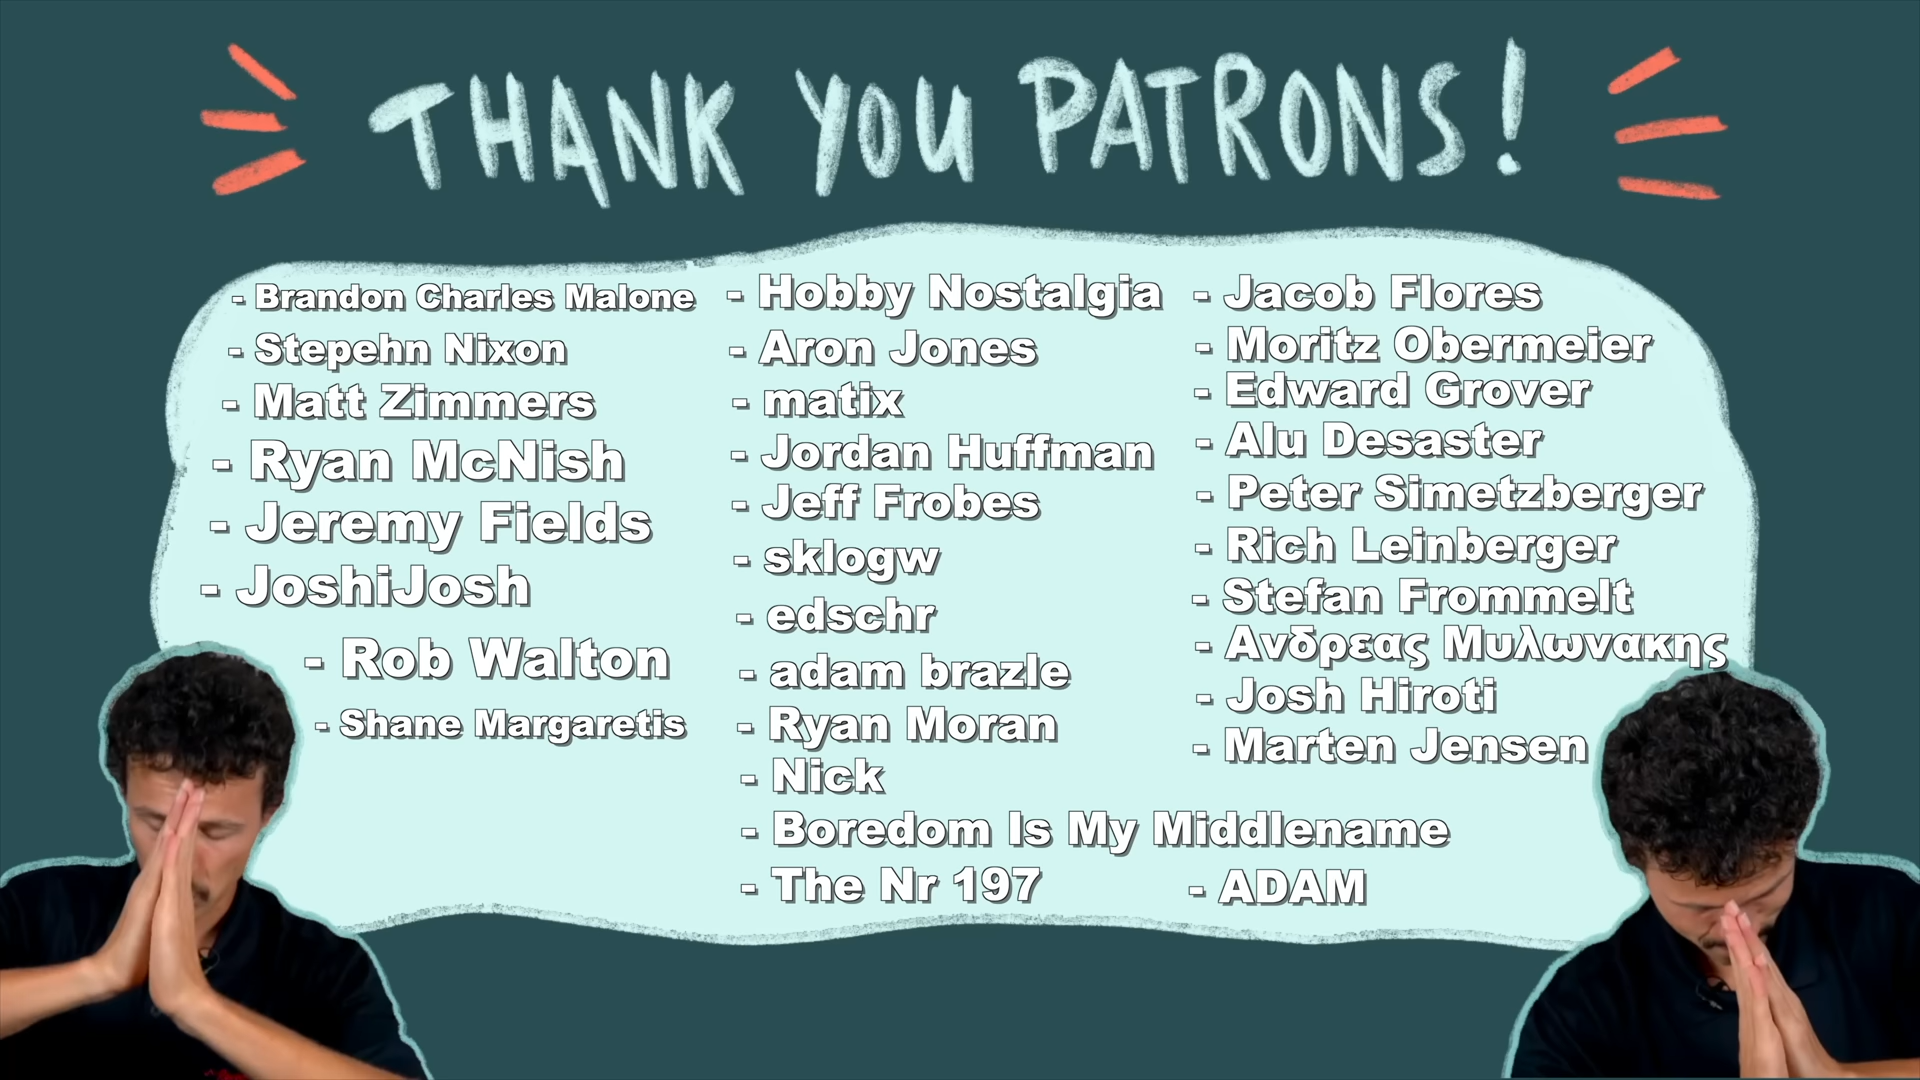 THANK YOU PATRONS!
- Brandon Charles Malone
- Stepehn Nixon
- Matt Zimmers
- Ryan McNish
- Jeremy Fields
- JoshiJosh
- Rob Walton
- Shane Margaretis
- Hobby Nostalgia
- Aron Jones
- matix
- Jordan Huffman
- Jeff Frobes
- sklogw
- edschr
- adam brazle
- Ryan Moran
- Nick
- Boredom Is My Middlename
- The Nr 197
- Jacob Flores
- Moritz Obermeier
- Edward Grover
- Alu Desaster
- Peter Simetzberger
- Rich Leinberger
- Stefan Frommelt
- Ανδρεας Μυλωνακης
- Josh Hiroti
- Marten Jensen
- ADAM